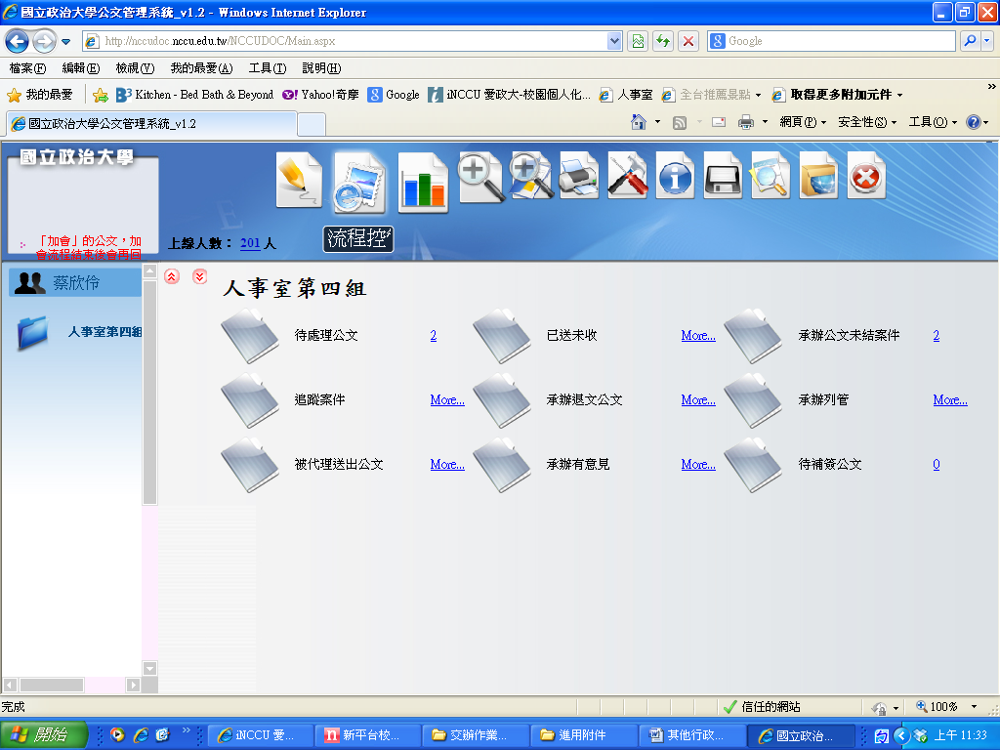 國立政治大學公文管理系統_v1.2 - Windows Internet Explorer
http://nccudoc.nccu.edu.tw/NCCUDOC/Main.aspx
Google
檔案(F) 編輯(E) 檢視(V) 我的最愛(A) 工具(T) 說明(H)
我的最愛 Kitchen - Bed Bath & Beyond Yahoo!奇摩 Google iNCCU 愛政大-校園個人化... 人事室 全台推薦景點 取得更多附加元件 »
國立政治大學公文管理系統_v1.2
網頁(P) 安全性(S) 工具(O)
國立政治大學
「加會」的公文，加
會流程結束後會再回
上線人數： 201 人
流程控
蔡欣伶
人事室第四組
人事室第四組
待處理公文 2 已送未收 More... 承辦公文未結案件 2
追蹤案件 More... 承辦退文公文 More... 承辦列管 More...
被代理送出公文 More... 承辦有意見 More... 待補簽公文 0
完成 信任的網站 100%
開始 » iNCCU 愛... 新平台校... 交辦作業... 進用附件 其他行政... 國立政治... 上午 11:33